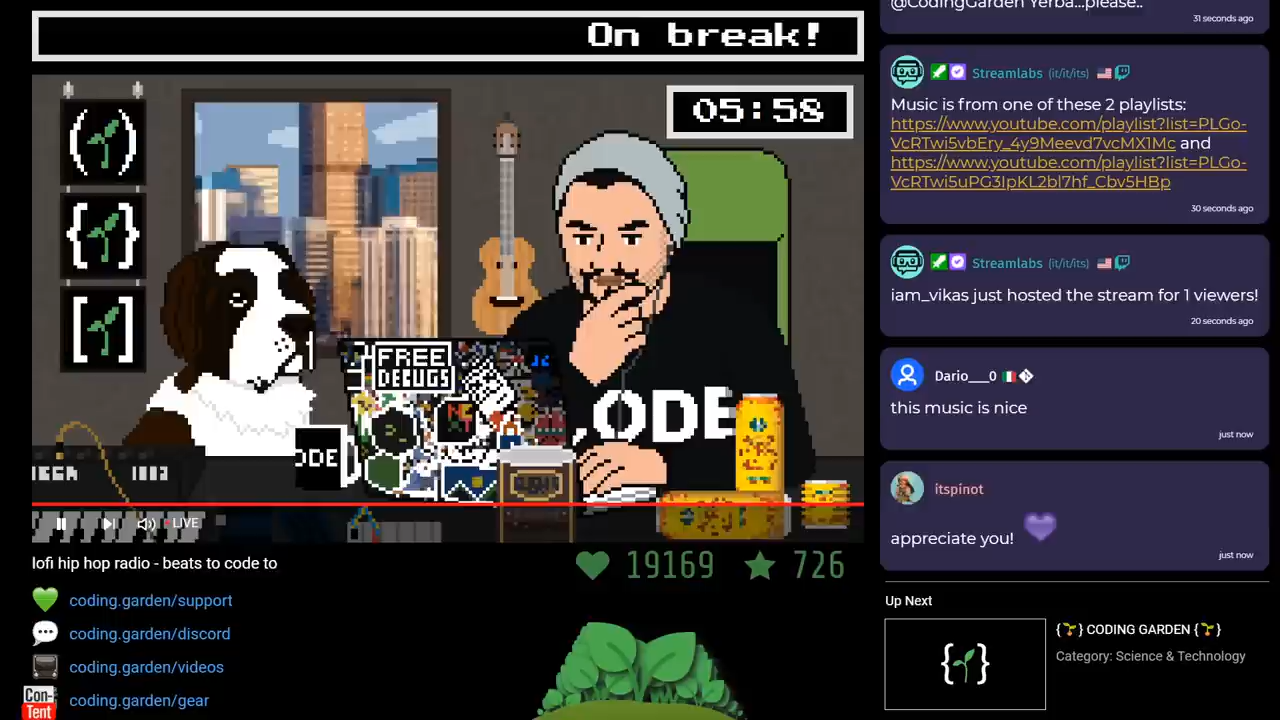 On break!
05:58
FREE
DEBUGS
ODE
CODE
LIVE
lofi hip hop radio - beats to code to
19169
726
coding.garden/support
coding.garden/discord
coding.garden/videos
Con-
Tent
coding.garden/gear
@CodingGarden Yerba...please..
31 seconds ago
Streamlabs (it/it/its)
Music is from one of these 2 playlists:
https://www.youtube.com/playlist?list=PLGo-
VcRTwi5vbEry_4y9Meevd7vcMX1Mc and
https://www.youtube.com/playlist?list=PLGo-
VcRTwi5uPG3IpKL2bl7hf_Cbv5HBp
30 seconds ago
Streamlabs (it/it/its)
iam_vikas just hosted the stream for 1 viewers!
20 seconds ago
Dario___0
this music is nice
just now
itspinot
appreciate you!
just now
Up Next
{ } CODING GARDEN { }
Category: Science & Technology